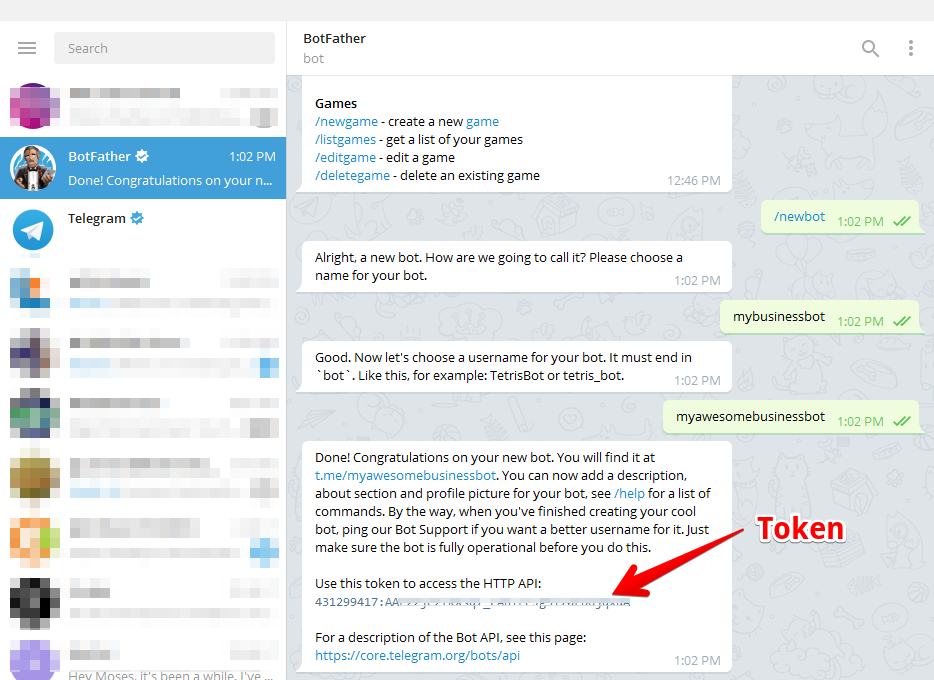 Search
BotFather
1:02 PM
Done! Congratulations on your n...
Telegram
Hey Moses, it's been a while, I've ...
BotFather
bot
Games
/newgame - create a new game
/listgames - get a list of your games
/editgame - edit a game
/deletegame - delete an existing game
12:46 PM
/newbot 1:02 PM
Alright, a new bot. How are we going to call it? Please choose a
name for your bot.
1:02 PM
mybusinessbot 1:02 PM
Good. Now let's choose a username for your bot. It must end in
`bot`. Like this, for example: TetrisBot or tetris_bot.
1:02 PM
myawesomebusinessbot 1:02 PM
Done! Congratulations on your new bot. You will find it at
t.me/myawesomebusinessbot. You can now add a description,
about section and profile picture for your bot, see /help for a list of
commands. By the way, when you've finished creating your cool
bot, ping our Bot Support if you want a better username for it. Just
make sure the bot is fully operational before you do this.
Token
Use this token to access the HTTP API:
431299417:AA
For a description of the Bot API, see this page:
https://core.telegram.org/bots/api
1:02 PM